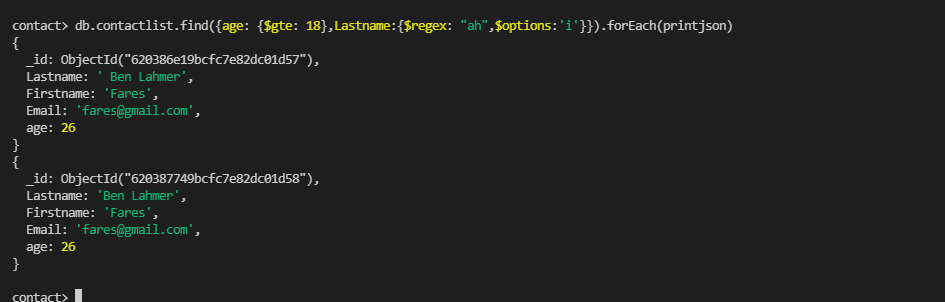 contact> db.contactlist.find({age: {$gte: 18},Lastname:{$regex: "ah",$options:'i'}}).forEach(printjson)
{
  _id: ObjectId("620386e19bcfc7e82dc01d57"),
  Lastname: ' Ben Lahmer',
  Firstname: 'Fares',
  Email: 'fares@gmail.com',
  age: 26
}
{
  _id: ObjectId("620387749bcfc7e82dc01d58"),
  Lastname: 'Ben Lahmer',
  Firstname: 'Fares',
  Email: 'fares@gmail.com',
  age: 26
}
contact>